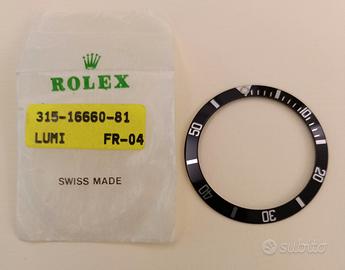 ROLEX
315-16660-81
LUMI FR-04
SWISS MADE
10
20
30
40
50
subito